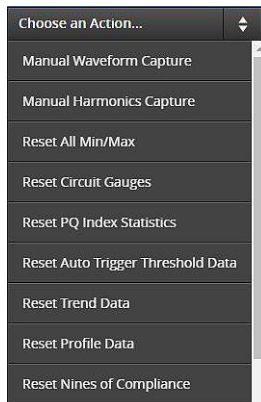 Choose an Action...
Manual Waveform Capture
Manual Harmonics Capture
Reset All Min/Max
Reset Circuit Gauges
Reset PQ Index Statistics
Reset Auto Trigger Threshold Data
Reset Trend Data
Reset Profile Data
Reset Nines of Compliance